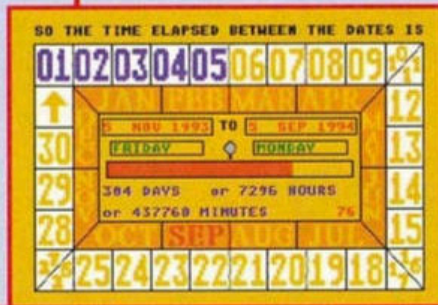 SO THE TIME ELAPSED BETWEEN THE DATES IS
01 02 03 04 05 06 07 08 09 10 11
JAN FEB MAR APR
12
5 NOV 1993 TO 5 SEP 1994
30 13
FRIDAY MONDAY
29 14
304 DAYS or 7296 HOURS
or 437760 MINUTES 76
28 15
OCT SEP AUG JUL
25 24 23 22 21 20 19 18